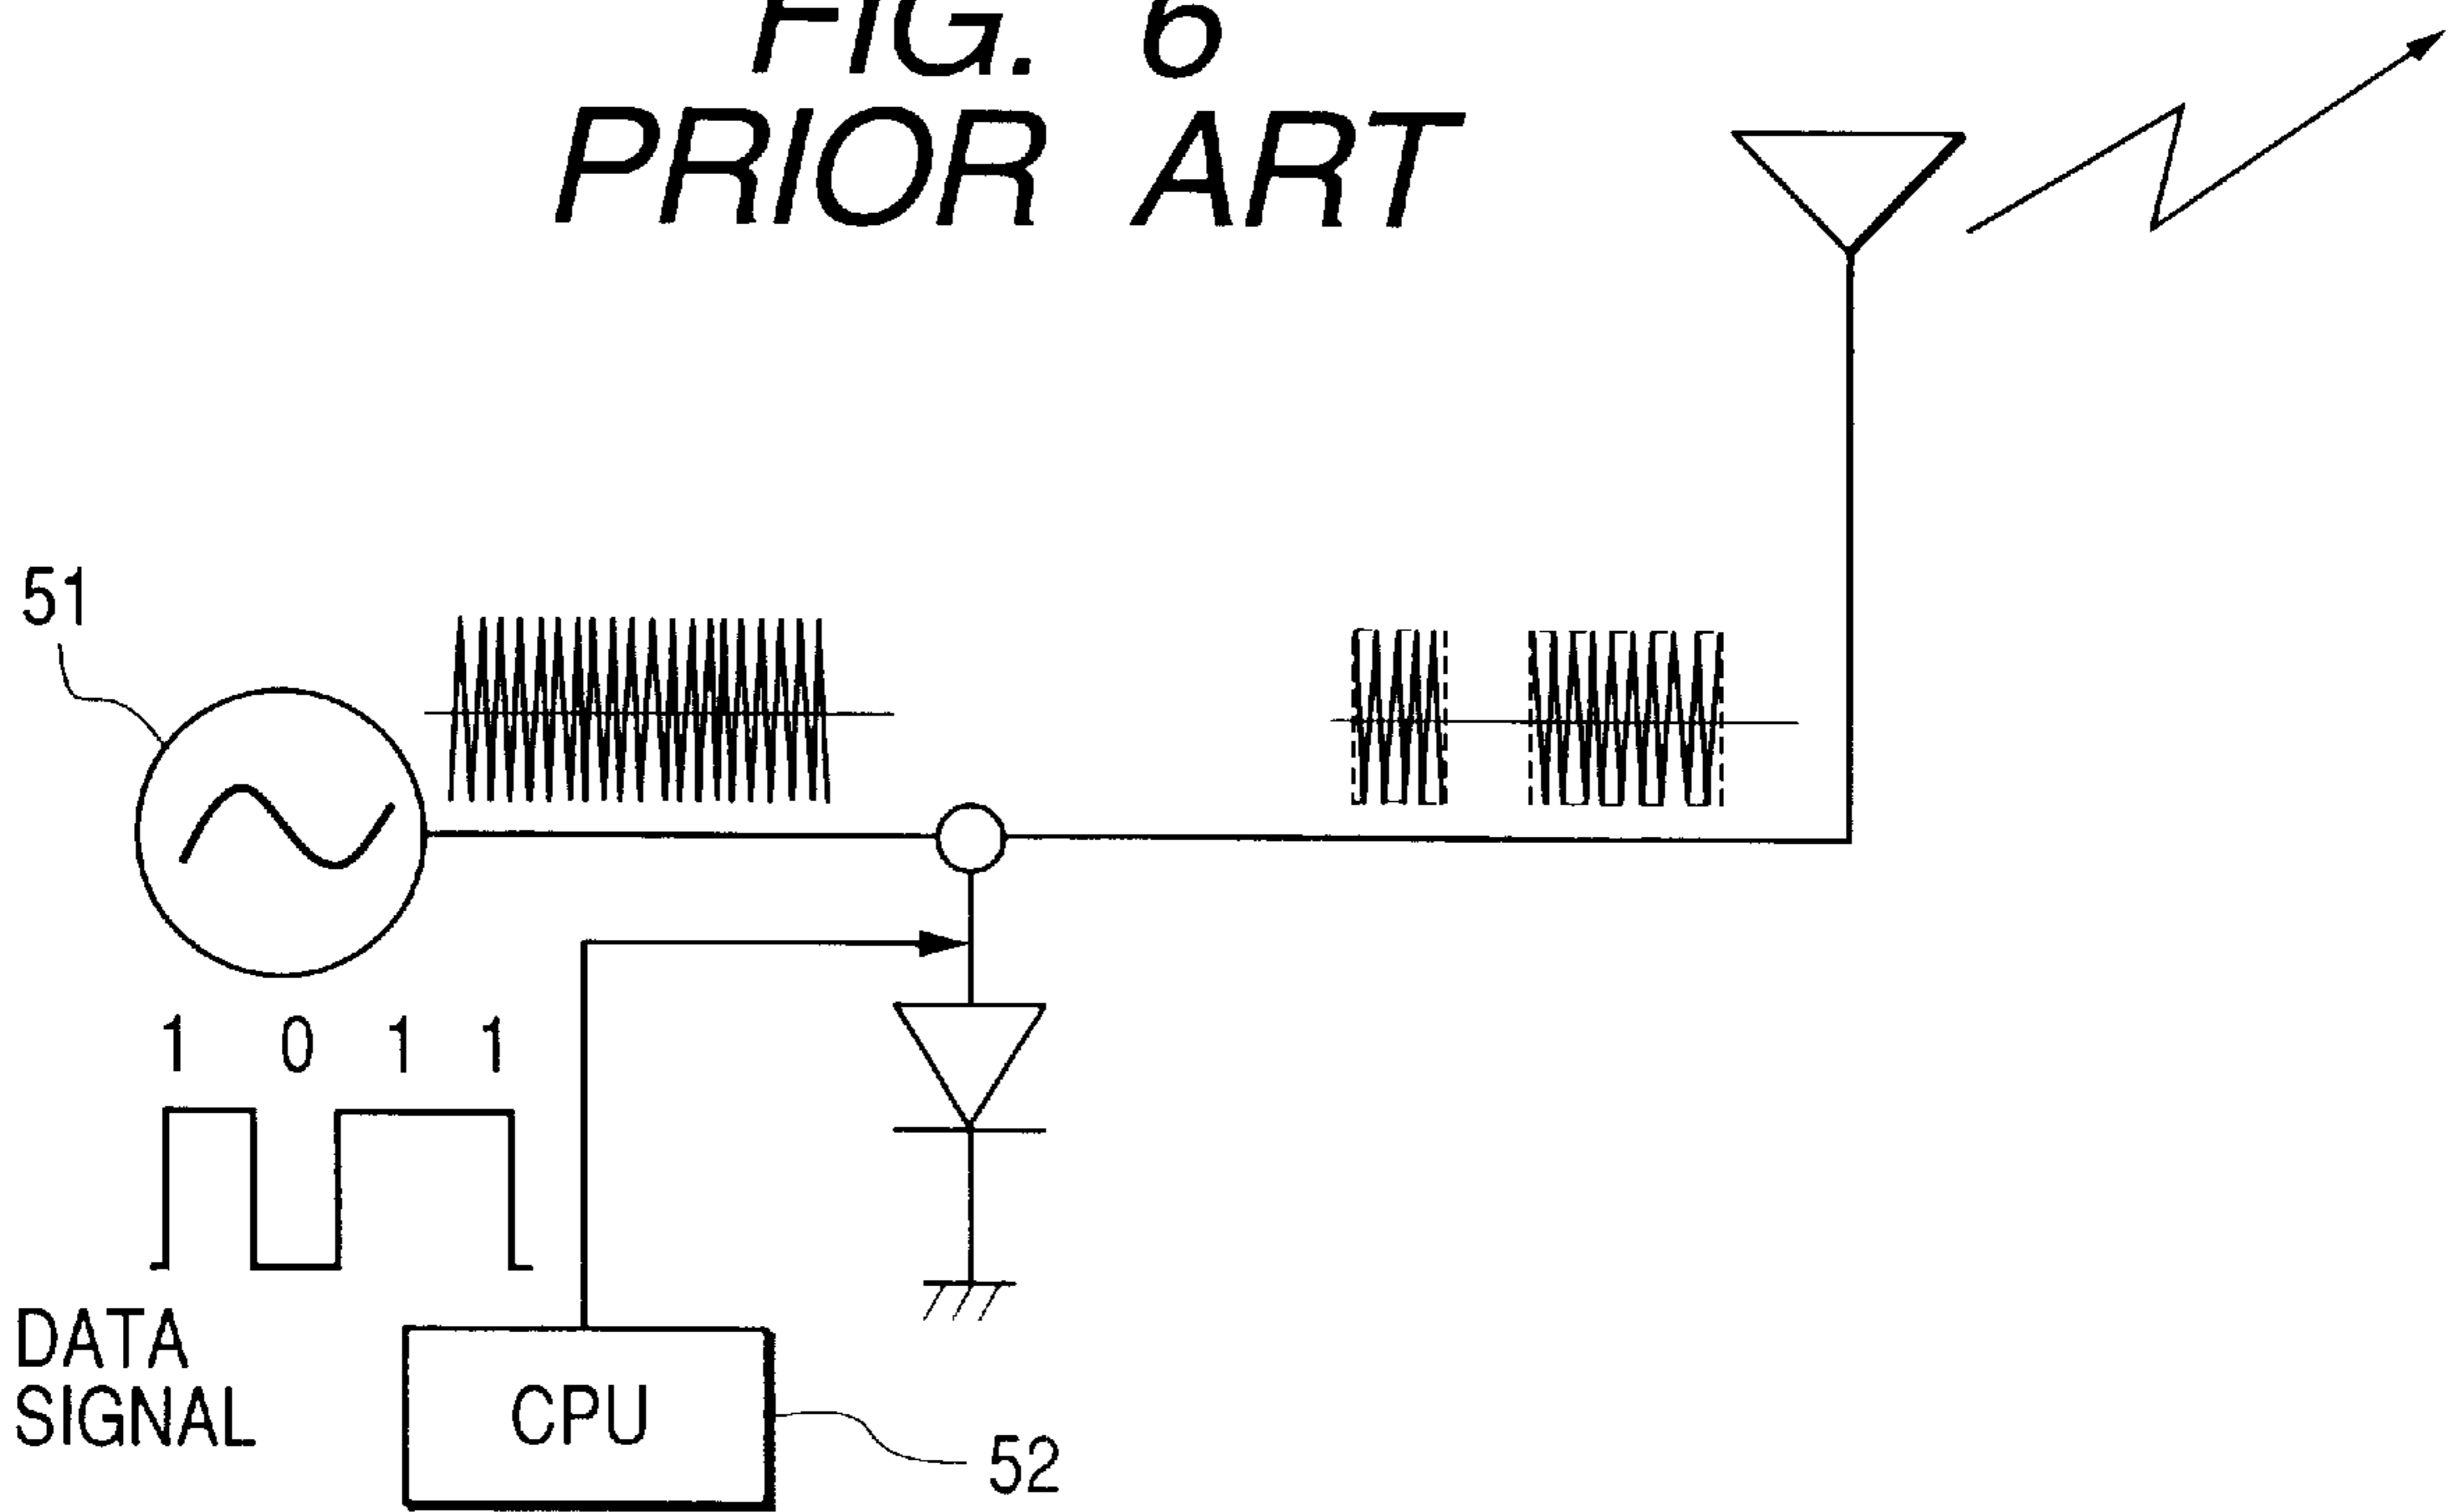 FIG. 6
PRIOR ART
51
1 0 1 1
DATA
SIGNAL
CPU
52